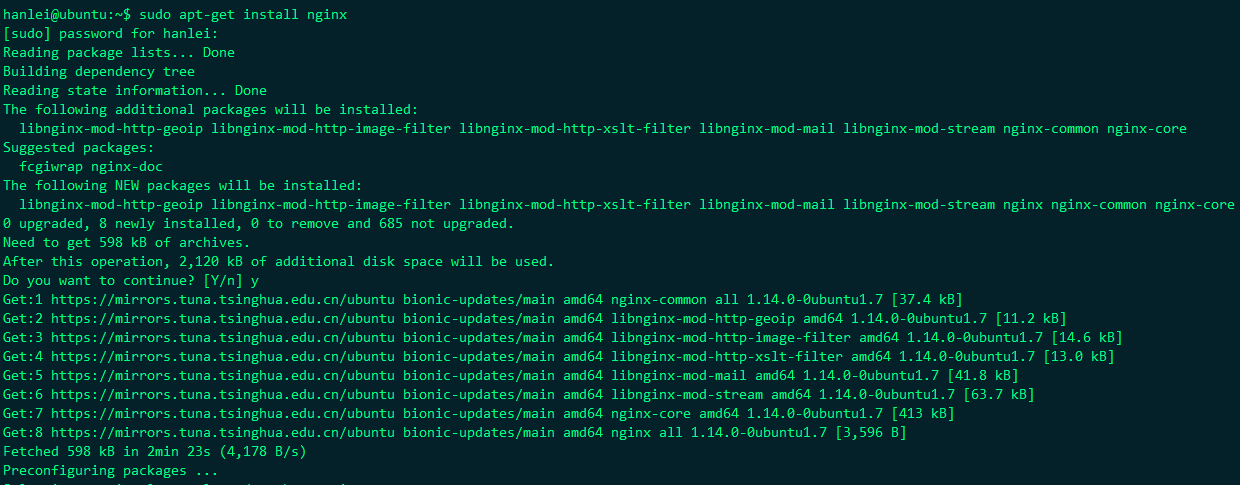 hanlei@ubuntu:~$ sudo apt-get install nginx
[sudo] password for hanlei:
Reading package lists... Done
Building dependency tree
Reading state information... Done
The following additional packages will be installed:
  libnginx-mod-http-geoip libnginx-mod-http-image-filter libnginx-mod-http-xslt-filter libnginx-mod-mail libnginx-mod-stream nginx-common nginx-core
Suggested packages:
  fcgiwrap nginx-doc
The following NEW packages will be installed:
  libnginx-mod-http-geoip libnginx-mod-http-image-filter libnginx-mod-http-xslt-filter libnginx-mod-mail libnginx-mod-stream nginx nginx-common nginx-core
0 upgraded, 8 newly installed, 0 to remove and 685 not upgraded.
Need to get 598 kB of archives.
After this operation, 2,120 kB of additional disk space will be used.
Do you want to continue? [Y/n] y
Get:1 https://mirrors.tuna.tsinghua.edu.cn/ubuntu bionic-updates/main amd64 nginx-common all 1.14.0-0ubuntu1.7 [37.4 kB]
Get:2 https://mirrors.tuna.tsinghua.edu.cn/ubuntu bionic-updates/main amd64 libnginx-mod-http-geoip amd64 1.14.0-0ubuntu1.7 [11.2 kB]
Get:3 https://mirrors.tuna.tsinghua.edu.cn/ubuntu bionic-updates/main amd64 libnginx-mod-http-image-filter amd64 1.14.0-0ubuntu1.7 [14.6 kB]
Get:4 https://mirrors.tuna.tsinghua.edu.cn/ubuntu bionic-updates/main amd64 libnginx-mod-http-xslt-filter amd64 1.14.0-0ubuntu1.7 [13.0 kB]
Get:5 https://mirrors.tuna.tsinghua.edu.cn/ubuntu bionic-updates/main amd64 libnginx-mod-mail amd64 1.14.0-0ubuntu1.7 [41.8 kB]
Get:6 https://mirrors.tuna.tsinghua.edu.cn/ubuntu bionic-updates/main amd64 libnginx-mod-stream amd64 1.14.0-0ubuntu1.7 [63.7 kB]
Get:7 https://mirrors.tuna.tsinghua.edu.cn/ubuntu bionic-updates/main amd64 nginx-core amd64 1.14.0-0ubuntu1.7 [413 kB]
Get:8 https://mirrors.tuna.tsinghua.edu.cn/ubuntu bionic-updates/main amd64 nginx all 1.14.0-0ubuntu1.7 [3,596 B]
Fetched 598 kB in 2min 23s (4,178 B/s)
Preconfiguring packages ...